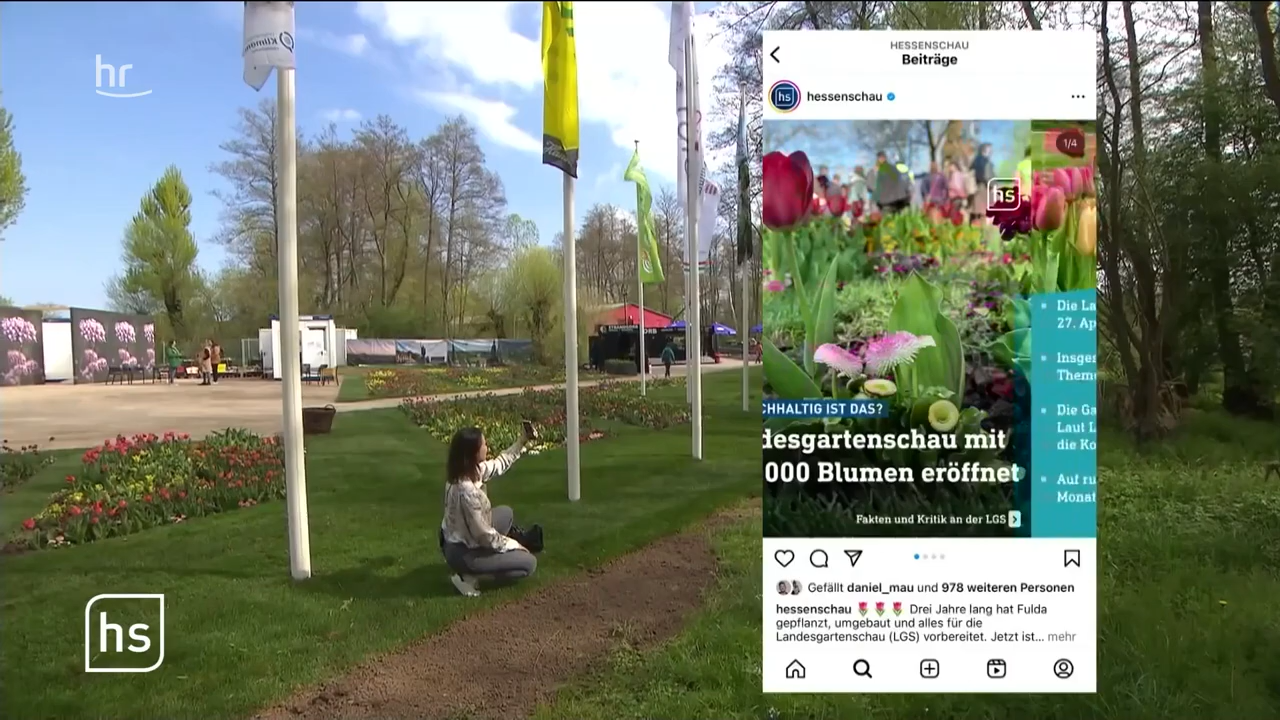 hr
hs
HESSENSCHAU
Beiträge
hs
hessenschau
1/4
hs
CHHALTIG IST DAS?
desgartenschau mit
000 Blumen eröffnet
Fakten und Kritik an der LGS
Die La
27. Ap
Insges
Them
Die Ga
Laut L
die Ko
Auf ru
Monat
Gefällt daniel_mau und 978 weiteren Personen
hessenschau 🌷🌷🌷 Drei Jahre lang hat Fulda
gepflanzt, umgebaut und alles für die
Landesgartenschau (LGS) vorbereitet. Jetzt ist... mehr